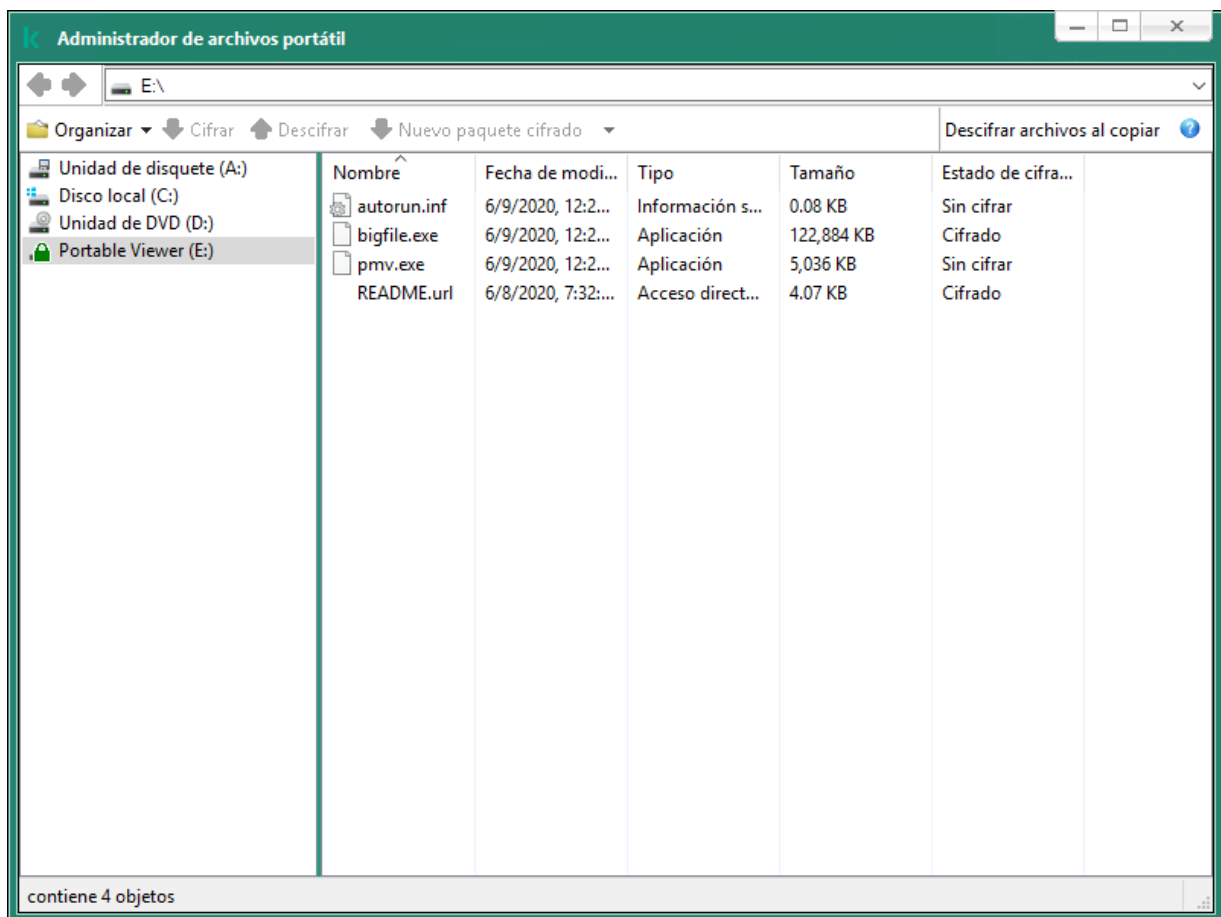 Administrador de archivos portátil
E:\
Organizar Cifrar Descifrar Nuevo paquete cifrado Descifrar archivos al copiar
Unidad de disquete (A:)
Disco local (C:)
Unidad de DVD (D:)
Portable Viewer (E:)
Nombre Fecha de modi... Tipo Tamaño Estado de cifra...
autorun.inf 6/9/2020, 12:2... Información s... 0.08 KB Sin cifrar
bigfile.exe 6/9/2020, 12:2... Aplicación 122,884 KB Cifrado
pmv.exe 6/9/2020, 12:2... Aplicación 5,036 KB Sin cifrar
README.url 6/8/2020, 7:32:... Acceso direct... 4.07 KB Cifrado
contiene 4 objetos